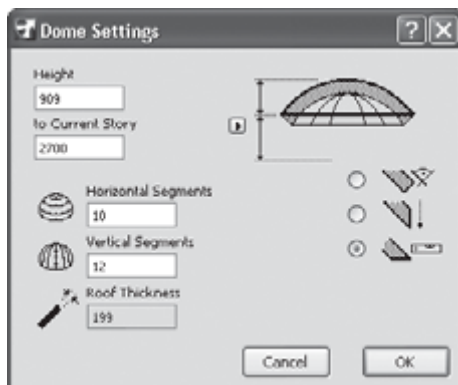 Dome Settings
Height
909
to Current Story
2700
Horizontal Segments
10
Vertical Segments
12
Roof Thickness
199
Cancel
OK